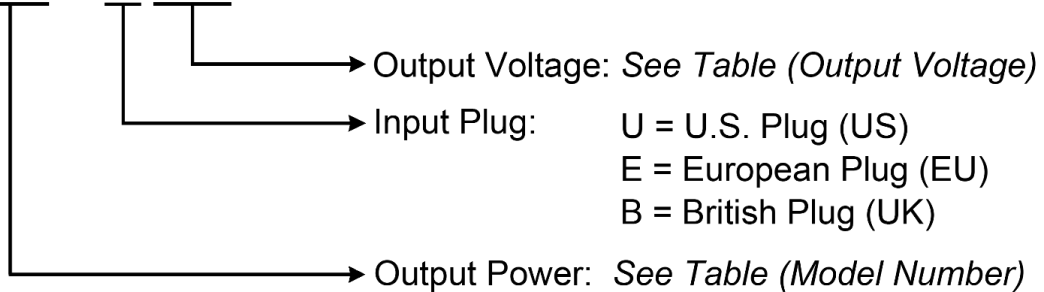 Output Voltage: See Table (Output Voltage)
Input Plug: U = U.S. Plug (US)
E = European Plug (EU)
B = British Plug (UK)
Output Power: See Table (Model Number)